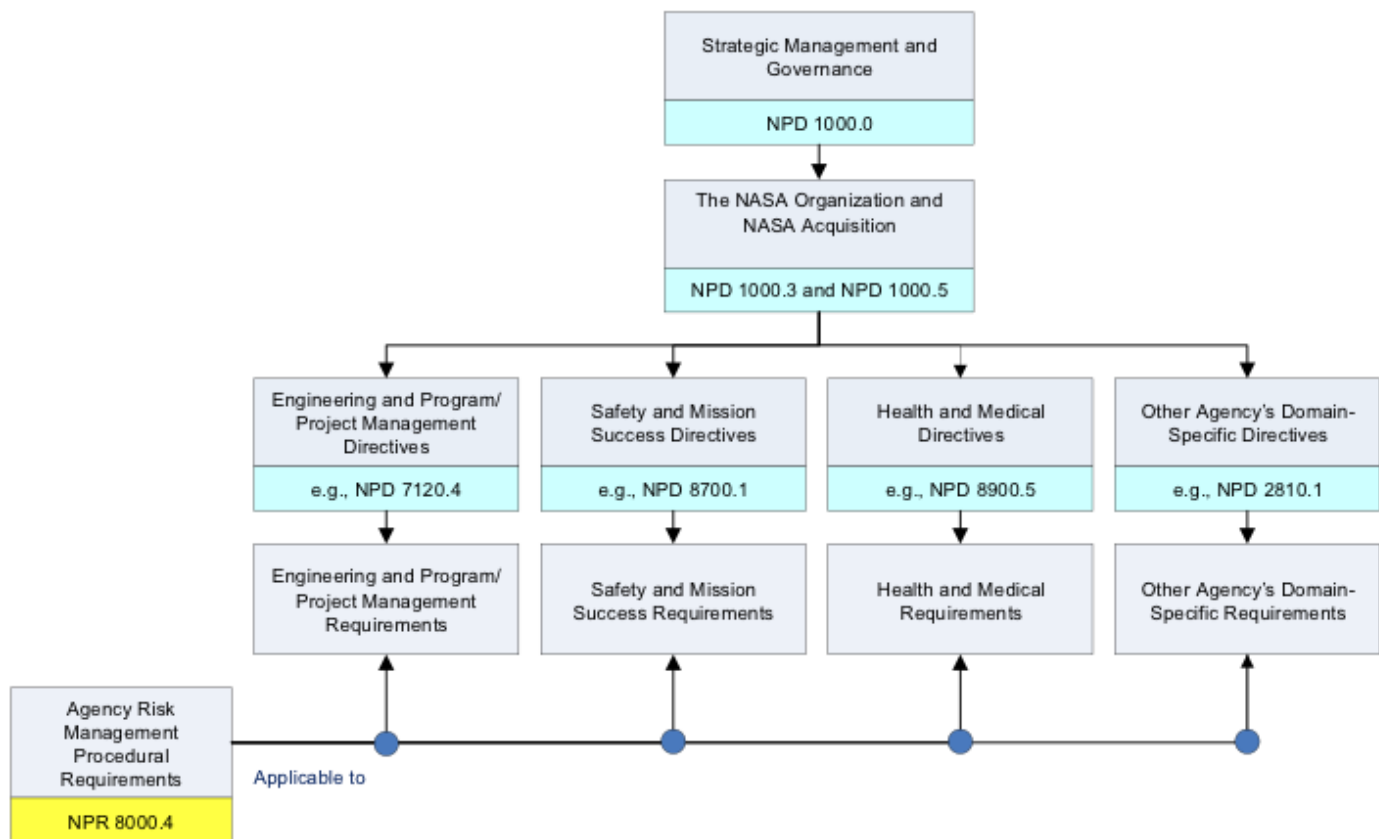 Strategic Management and
Governance
NPD 1000.0
The NASA Organization and
NASA Acquisition
NPD 1000.3 and NPD 1000.5
Engineering and Program/
Project Management
Directives
e.g., NPD 7120.4
Safety and Mission
Success Directives
e.g., NPD 8700.1
Health and Medical
Directives
e.g., NPD 8900.5
Other Agency's Domain-
Specific Directives
e.g., NPD 2810.1
Engineering and Program/
Project Management
Requirements
Safety and Mission
Success Requirements
Health and Medical
Requirements
Other Agency's Domain-
Specific Requirements
Agency Risk
Management
Procedural
Requirements
NPR 8000.4
Applicable to